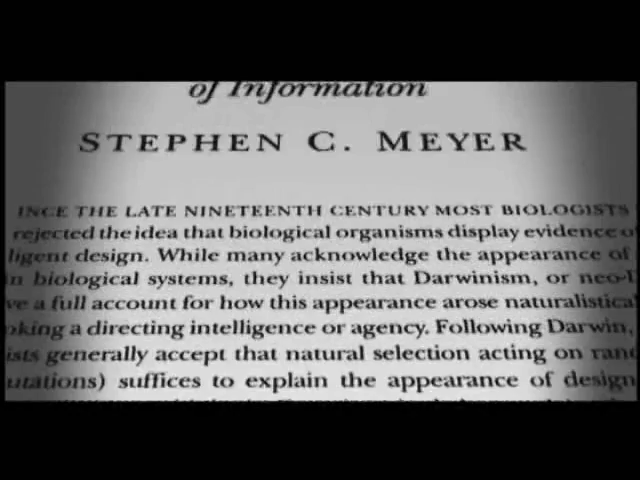 of Information
STEPHEN C. MEYER
INCE THE LATE NINETEENTH CENTURY MOST BIOLOGISTS
rejected the idea that biological organisms display evidence of
ligent design. While many acknowledge the appearance of
in biological systems, they insist that Darwinism, or neo-
ve a full account for how this appearance arose naturalistica
oking a directing intelligence or agency. Following Darwin,
ists generally accept that natural selection acting on ran
utations) suffices to explain the appearance of design